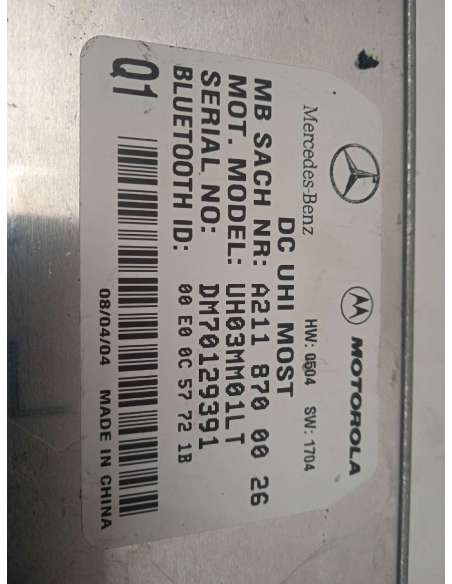 Mercedes-Benz
MOTOROLA
HW: 0504 SW: 1704
DC UHI MOST
MB SACH NR: A211 870 00 26
MOT. MODEL: UH03MM01LT
SERIAL NO: DM70129391
BLUETOOTH ID: 00 E0 0C 57 72 1B
Q1
08/04/04 MADE IN CHINA